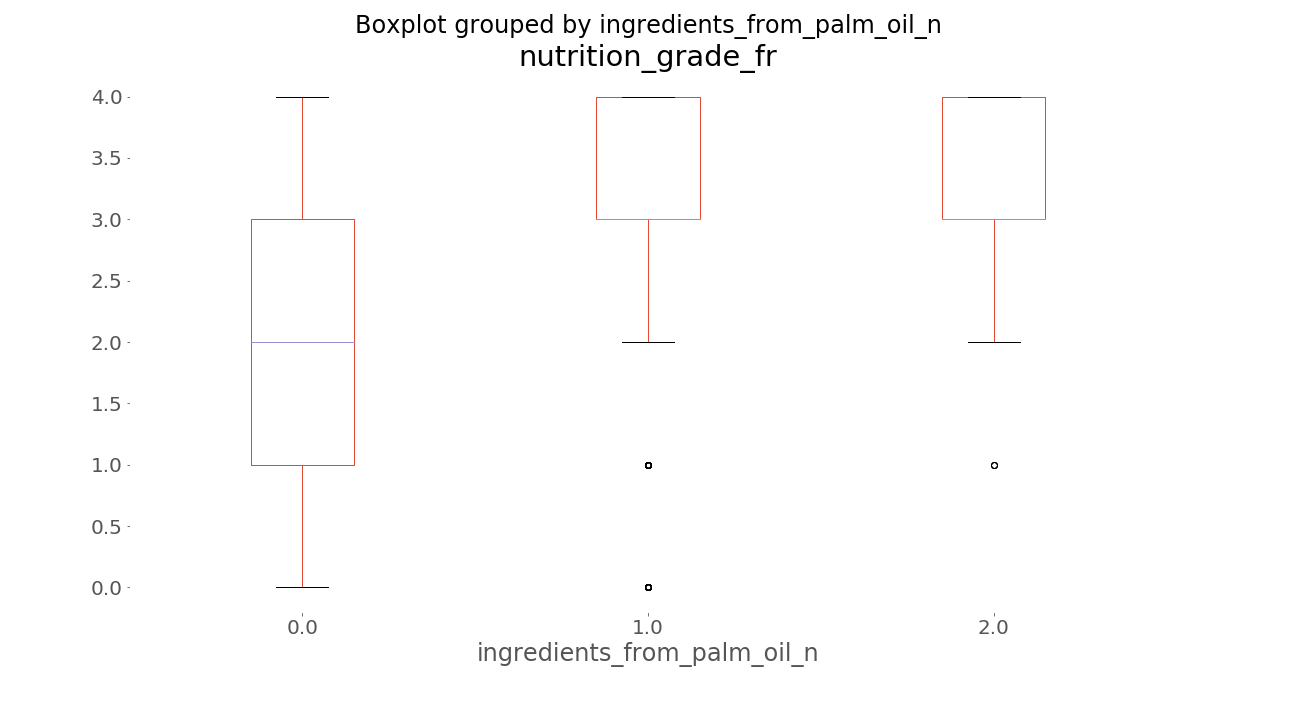 Boxplot grouped by ingredients_from_palm_oil_n
nutrition_grade_fr
4.0
3.5
3.0
2.5
2.0
1.5
1.0
0.5
0.0
0.0 1.0 2.0
ingredients_from_palm_oil_n